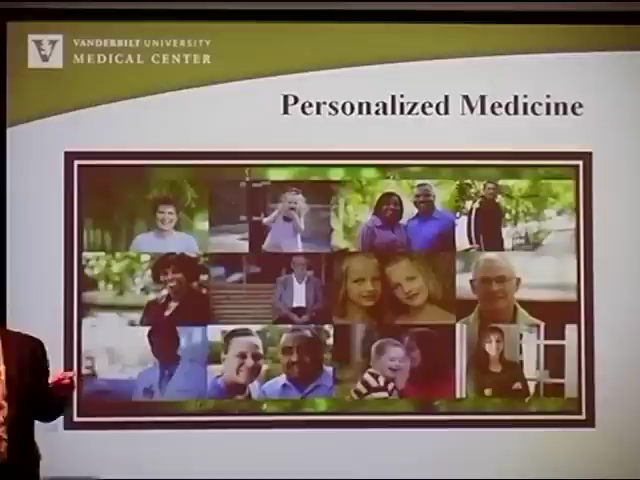 VANDERBILT UNIVERSITY
MEDICAL CENTER
Personalized Medicine